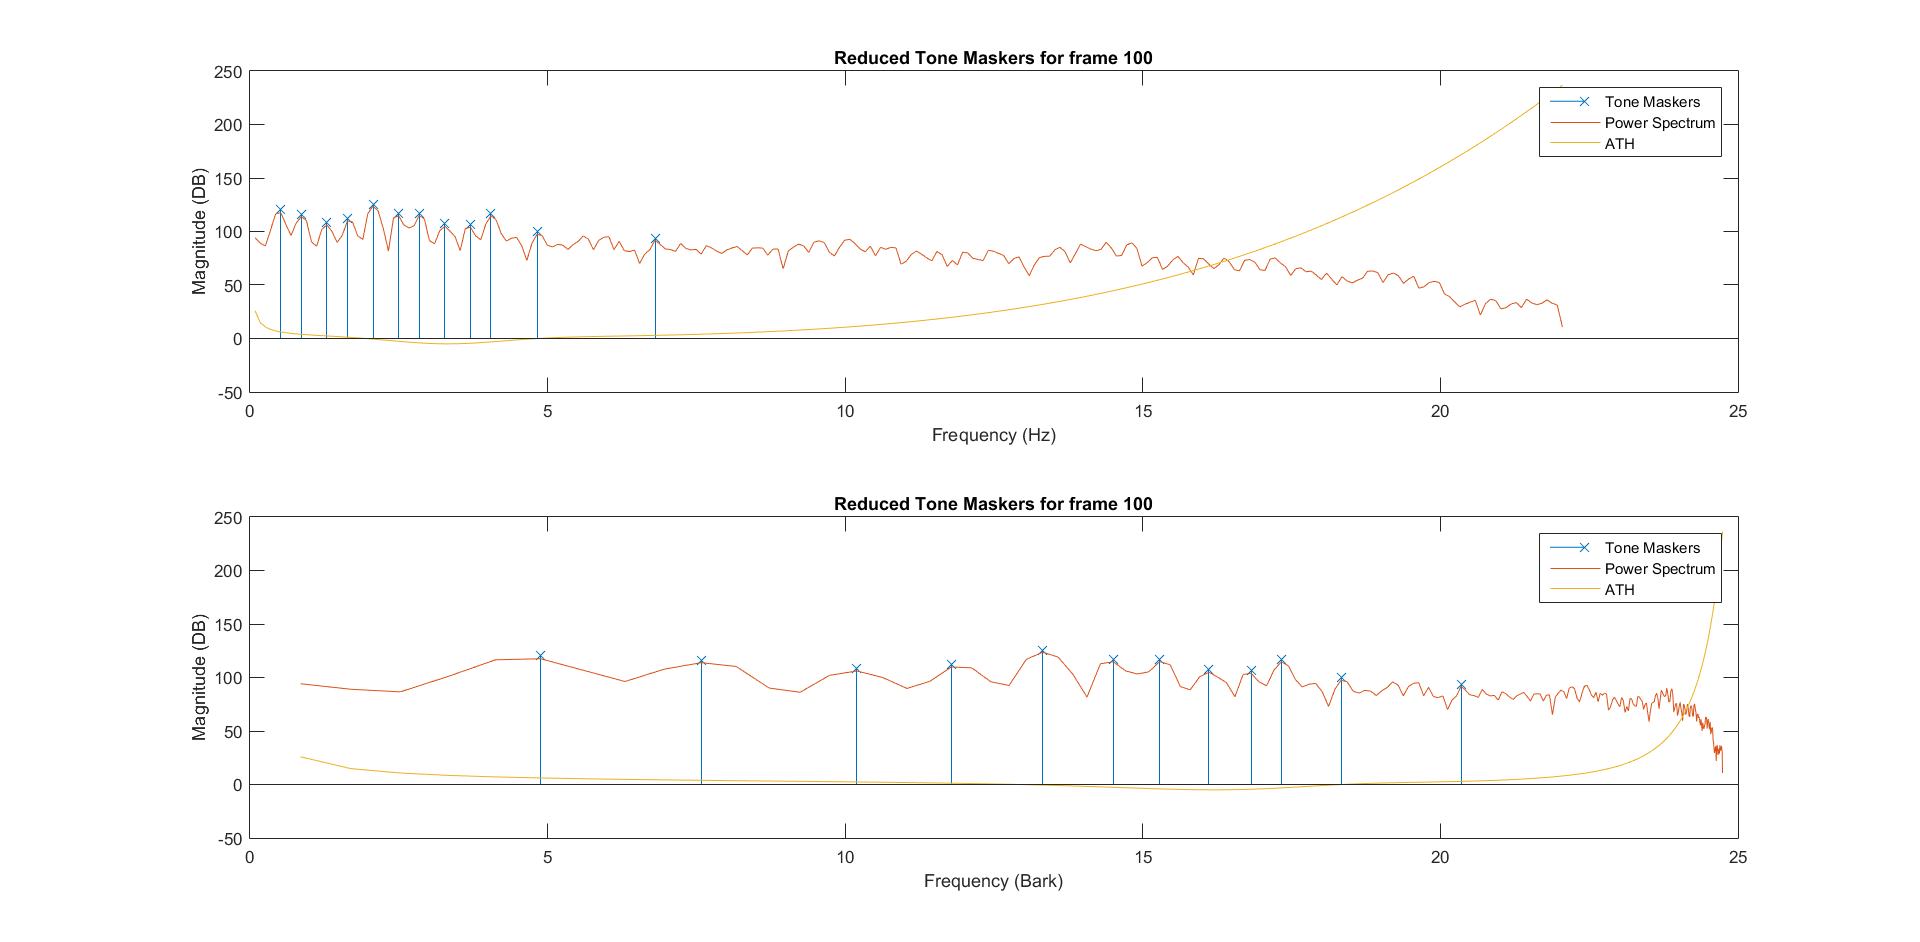 Reduced Tone Maskers for frame 100
250
200
150
100
50
0
-50
Magnitude (DB)
Tone Maskers
Power Spectrum
ATH
0 5 10 15 20 25
Frequency (Hz)
Reduced Tone Maskers for frame 100
250
200
150
100
50
0
-50
Magnitude (DB)
Tone Maskers
Power Spectrum
ATH
0 5 10 15 20 25
Frequency (Bark)